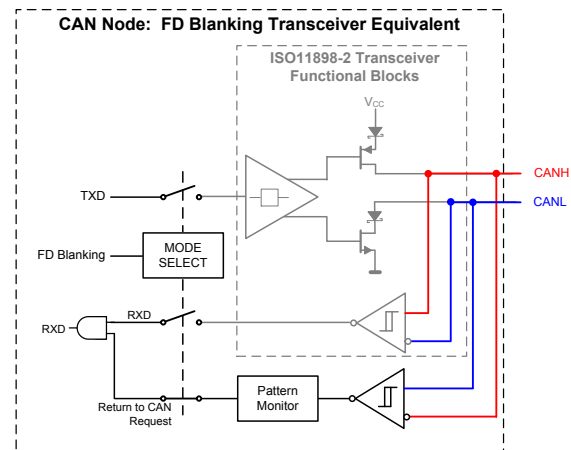 CAN Node: FD Blanking Transceiver Equivalent
ISO11898-2 Transceiver
Functional Blocks
VCC
CANH
TXD
CANL
FD Blanking
MODE
SELECT
RXD
RXD
Pattern
Monitor
Return to CAN
Request